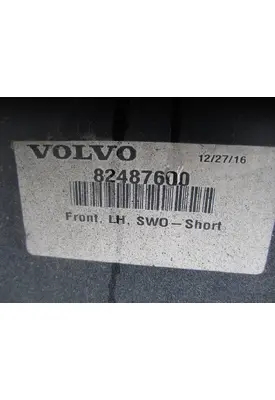 VOLVO 12/27/16
82487600
Front, LH, SWO-Short